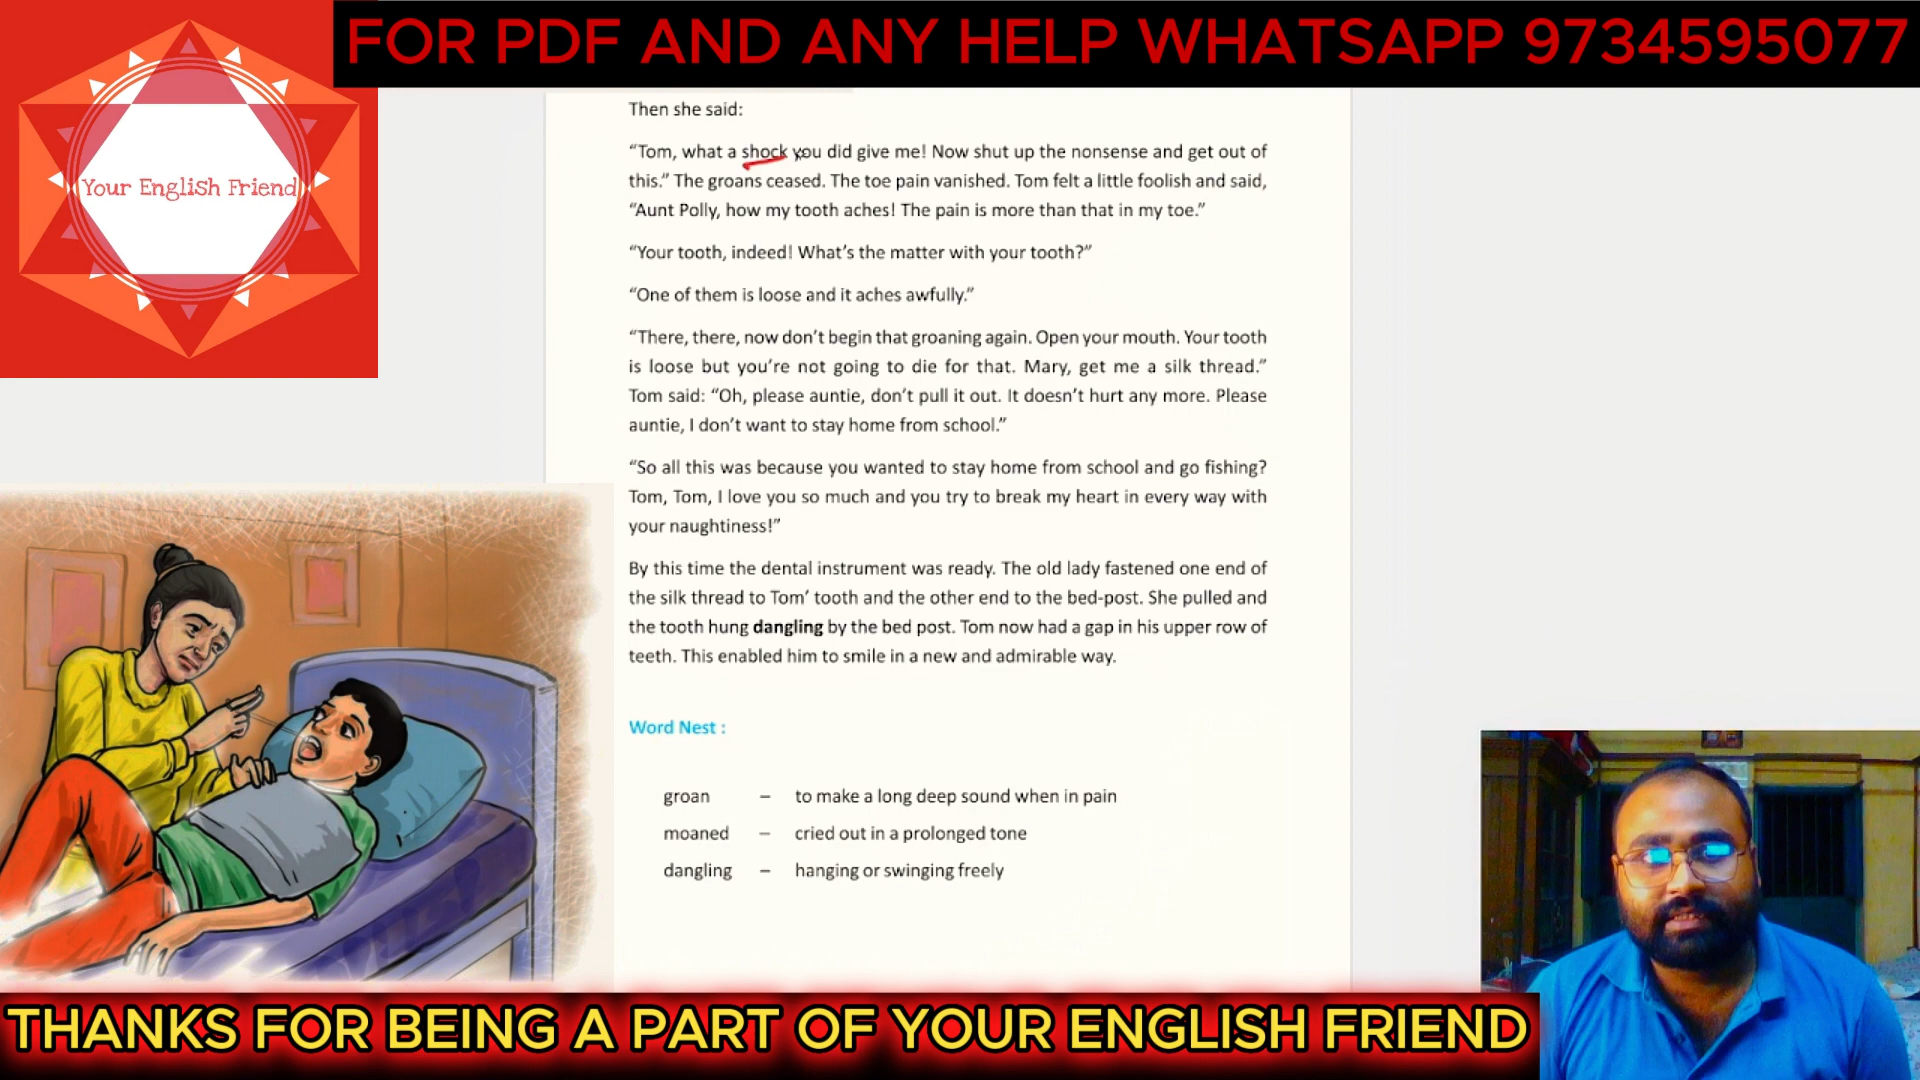 FOR PDF AND ANY HELP WHATSAPP 9734595077
Your English Friend
Then she said:
“Tom, what a shock you did give me! Now shut up the nonsense and get out of
this.” The groans ceased. The toe pain vanished. Tom felt a little foolish and said,
“Aunt Polly, how my tooth aches! The pain is more than that in my toe.”
“Your tooth, indeed! What’s the matter with your tooth?”
“One of them is loose and it aches awfully.”
“There, there, now don’t begin that groaning again. Open your mouth. Your tooth
is loose but you’re not going to die for that. Mary, get me a silk thread.”
Tom said: “Oh, please auntie, don’t pull it out. It doesn’t hurt any more. Please
auntie, I don’t want to stay home from school.”
“So all this was because you wanted to stay home from school and go fishing?
Tom, Tom, I love you so much and you try to break my heart in every way with
your naughtiness!”
By this time the dental instrument was ready. The old lady fastened one end of
the silk thread to Tom’ tooth and the other end to the bed-post. She pulled and
the tooth hung dangling by the bed post. Tom now had a gap in his upper row of
teeth. This enabled him to smile in a new and admirable way.
Word Nest :
groan – to make a long deep sound when in pain
moaned – cried out in a prolonged tone
dangling – hanging or swinging freely
THANKS FOR BEING A PART OF YOUR ENGLISH FRIEND